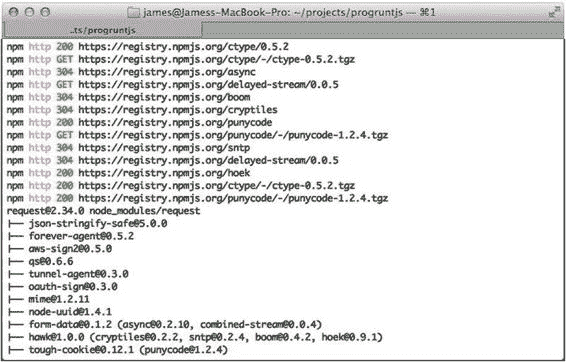 james@Jamess-MacBook-Pro: ~/projects/progruntjs — ⌘1
..ts/progruntjs
npm http 200 https://registry.npmjs.org/ctype/0.5.2
npm http GET https://registry.npmjs.org/ctype/-/ctype-0.5.2.tgz
npm http 304 https://registry.npmjs.org/async
npm http GET https://registry.npmjs.org/delayed-stream/0.0.5
npm http 304 https://registry.npmjs.org/boom
npm http 304 https://registry.npmjs.org/cryptiles
npm http 200 https://registry.npmjs.org/punycode
npm http GET https://registry.npmjs.org/punycode/-/punycode-1.2.4.tgz
npm http 304 https://registry.npmjs.org/sntp
npm http 304 https://registry.npmjs.org/delayed-stream/0.0.5
npm http 200 https://registry.npmjs.org/hoek
npm http 200 https://registry.npmjs.org/ctype/-/ctype-0.5.2.tgz
npm http 200 https://registry.npmjs.org/punycode/-/punycode-1.2.4.tgz
request@2.34.0 node_modules/request
├── json-stringify-safe@5.0.0
├── forever-agent@0.5.2
├── aws-sign2@0.5.0
├── qs@0.6.6
├── tunnel-agent@0.3.0
├── oauth-sign@0.3.0
├── mime@1.2.11
├── node-uuid@1.4.1
├── form-data@0.1.2 (async@0.2.10, combined-stream@0.0.4)
├── hawk@1.0.0 (cryptiles@0.2.2, sntp@0.2.4, boom@0.4.2, hoek@0.9.1)
├── tough-cookie@0.12.1 (punycode@1.2.4)